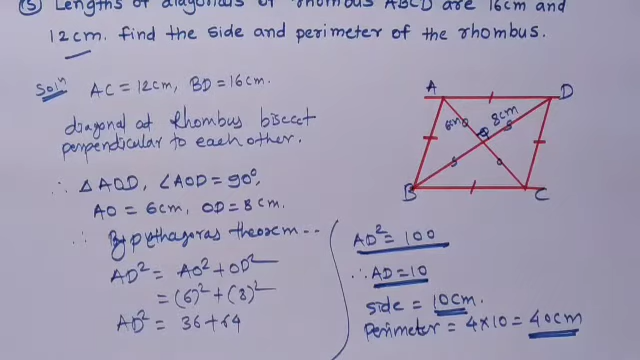 ⑤ Lengths of diagonals of rhombus ABCD are 16cm and
12cm. find the side and perimeter of the rhombus.
Soln AC = 12cm, BD = 16cm.
diagonal at Rhombus bisect
perpendicular to each other.
∴ △AOD, ∠AOD = 90°,
AO = 6cm, OD = 8cm.
∴ By pythagoras theorem --
AD² = AO² + OD²
= (6)² + (8)²
AD² = 36 + 64
AD² = 100
∴ AD = 10
side = 10cm.
Perimeter = 4×10 = 40cm
A
D
8cm
B
C